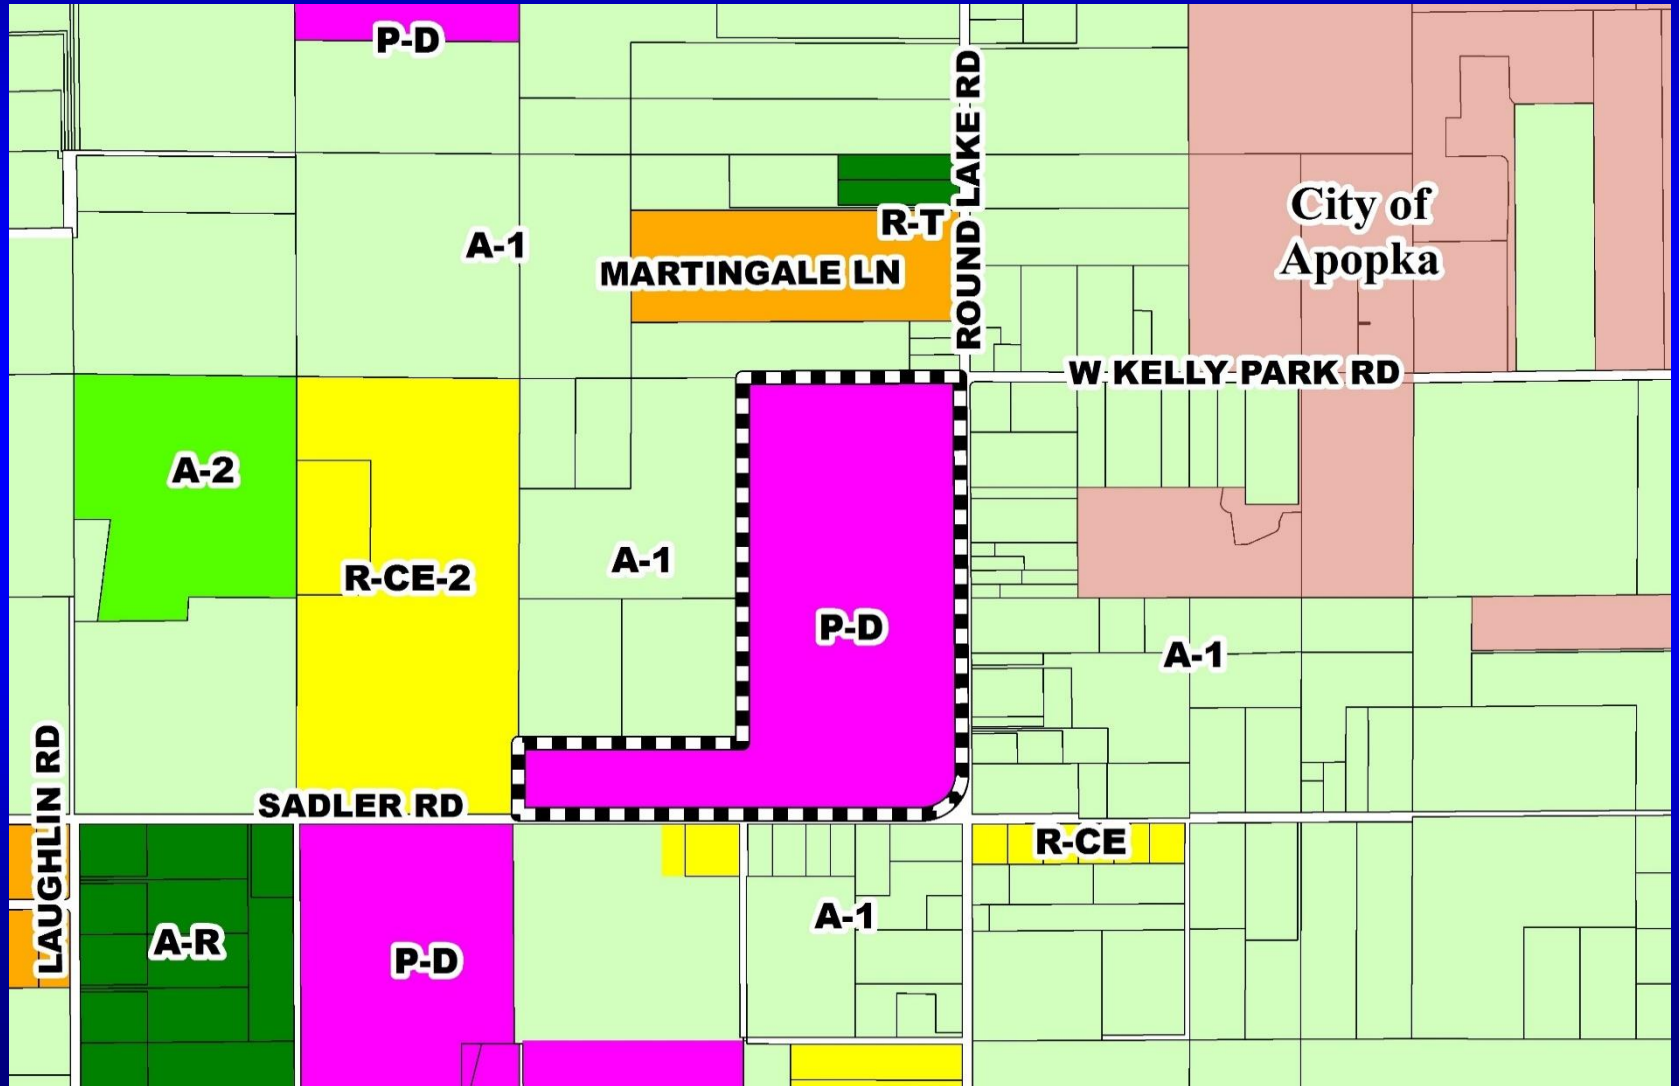 P-D
ROUND LAKE RD
City of
Apopka
R-T
A-1
MARTINGALE LN
W KELLY PARK RD
A-2
A-1
R-CE-2
P-D
A-1
LAUGHLIN RD
SADLER RD
R-CE
A-1
A-R
P-D